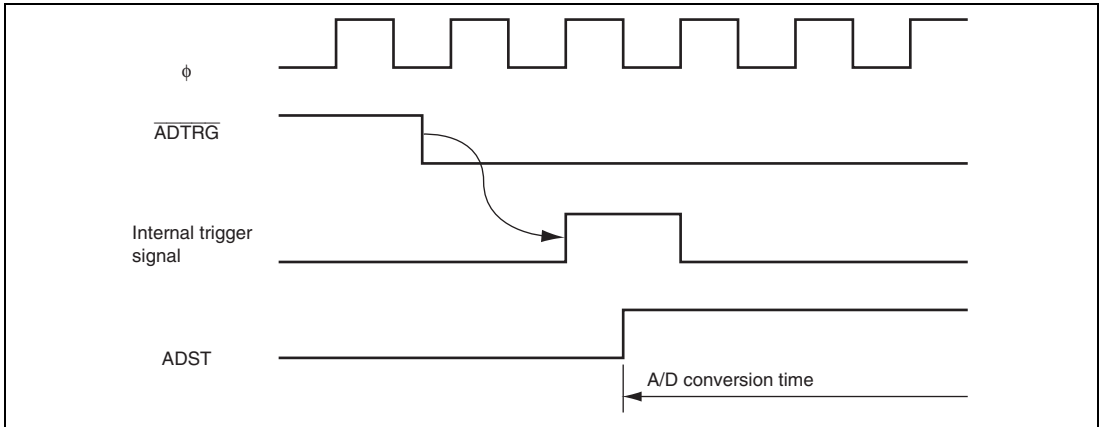 ϕ
ADTRG
Internal trigger
signal
ADST
A/D conversion time